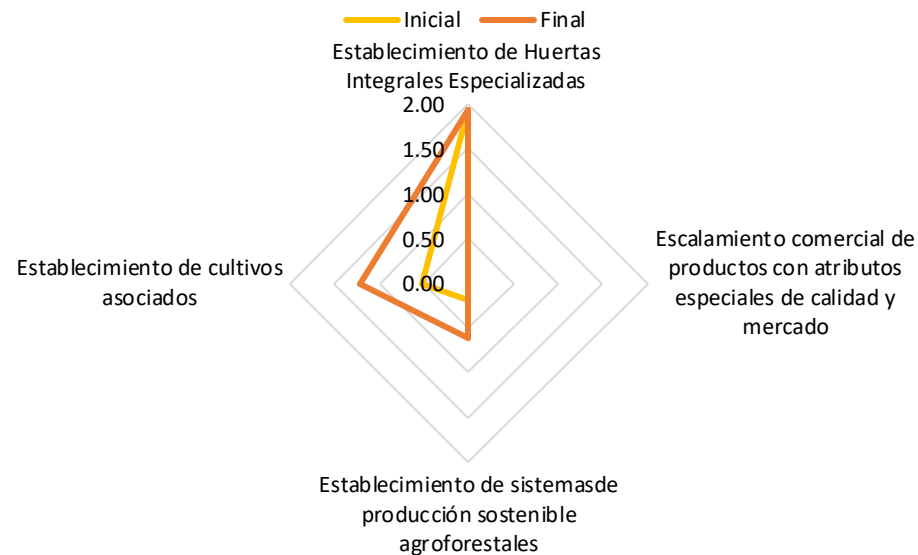 Inicial Final
Establecimiento de Huertas
Integrales Especializadas
2.00
1.50
1.00
0.50
0.00
Escalamiento comercial de
productos con atributos
especiales de calidad y
mercado
Establecimiento de cultivos
asociados
Establecimiento de sistemasde
producción sostenible
agroforestales